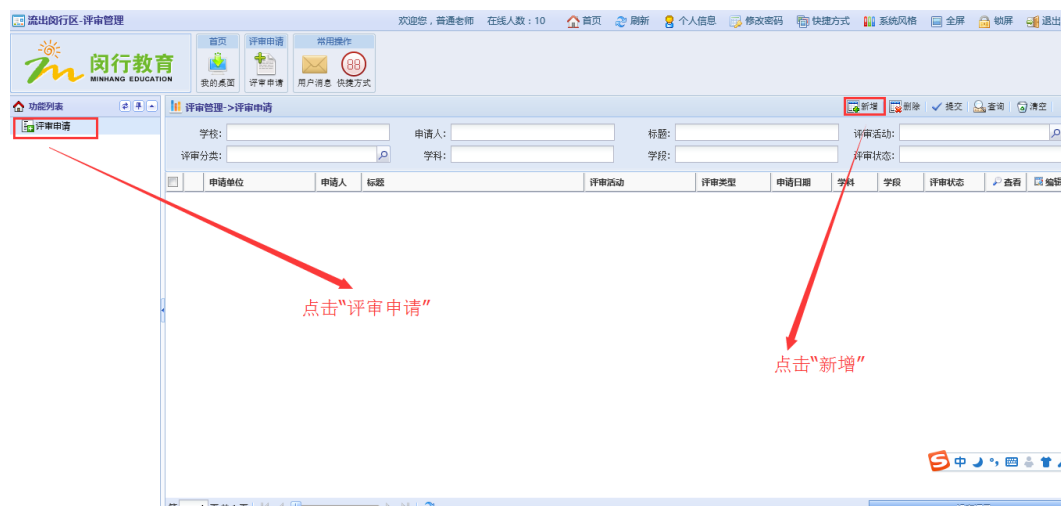 流出闵行区-评审管理 欢迎您，普通老师 在线人数：10 首页 刷新 个人信息 修改密码 快捷方式 系统风格 全屏 锁屏 退出
首页 评审申请 常用操作
闵行教育
MINHANG EDUCATION
88
我的桌面 评审申请 用户消息 快捷方式
功能列表 评审管理->评审申请 新增 删除 提交 查询 清空
评审申请
学校: 申请人: 标题: 评审活动:
评审分类: 学科: 学段: 评审状态:
申请单位 申请人 标题 评审活动 评审类型 申请日期 学科 学段 评审状态 查看 编辑
点击“评审申请”
点击“新增”
中